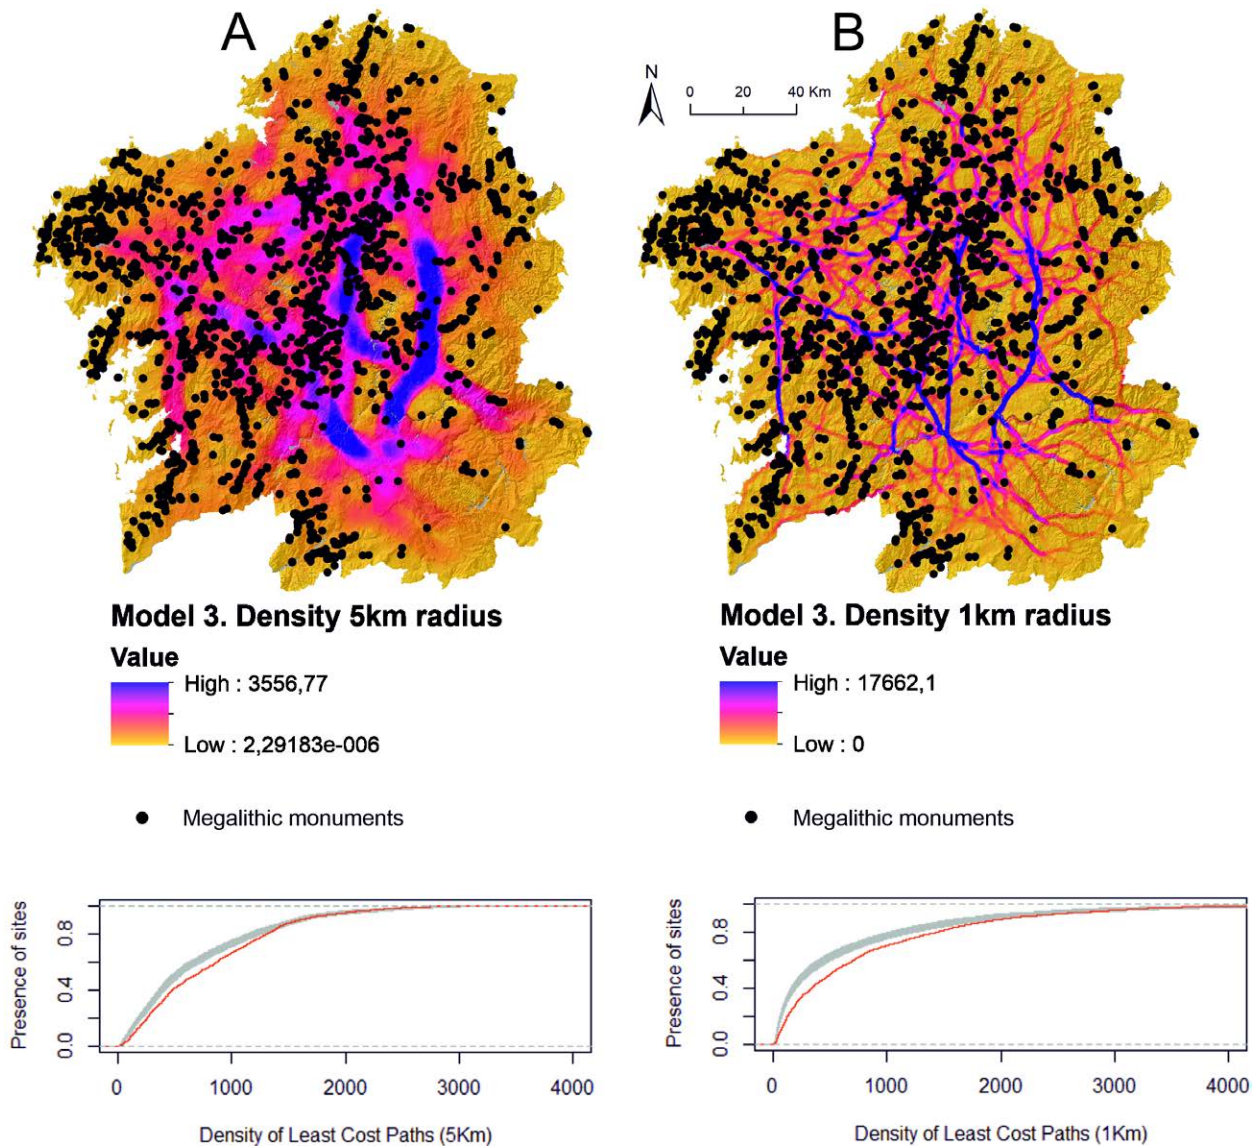 A
B
N
0 20 40 Km
Model 3. Density 5km radius
Value
High : 3556,77
Low : 2,29183e-006
Megalithic monuments
Model 3. Density 1km radius
Value
High : 17662,1
Low : 0
Megalithic monuments
Presence of sites
0.8
0.4
0.0
0 1000 2000 3000 4000
Density of Least Cost Paths (5Km)
Presence of sites
0.8
0.4
0.0
0 1000 2000 3000 4000
Density of Least Cost Paths (1Km)